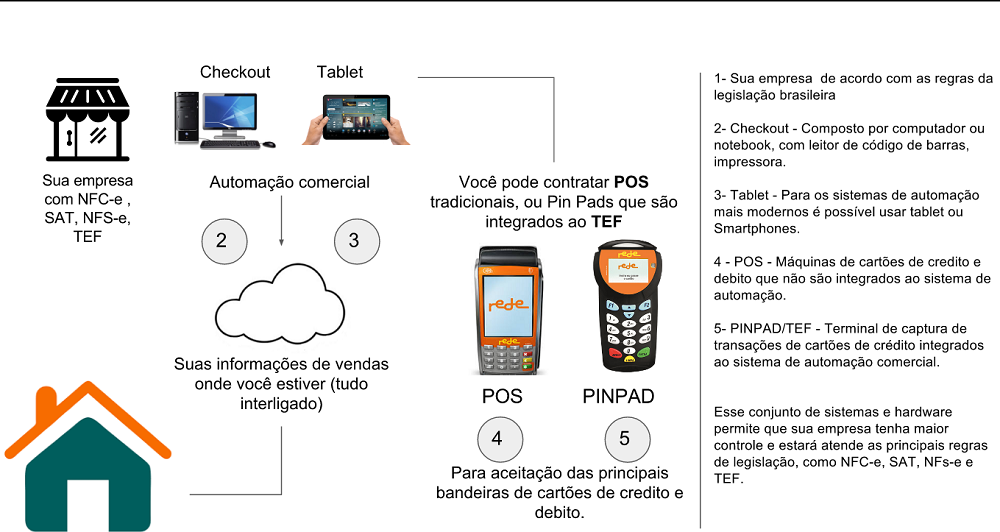 Checkout
Tablet
Sua empresa
com NFC-e ,
SAT, NFS-e,
TEF
Automação comercial
2
3
Suas informações de vendas
onde você estiver (tudo
interligado)
Você pode contratar POS
tradicionais, ou Pin Pads que são
integrados ao TEF
rede
rede
rede
rede
POS
PINPAD
4
5
Para aceitação das principais
bandeiras de cartões de credito e
debito.
1- Sua empresa de acordo com as regras da
legislação brasileira
2- Checkout - Composto por computador ou
notebook, com leitor de código de barras,
impressora.
3- Tablet - Para os sistemas de automação
mais modernos é possível usar tablet ou
Smartphones.
4 - POS - Máquinas de cartões de credito e
debito que não são integrados ao sistema de
automação.
5- PINPAD/TEF - Terminal de captura de
transações de cartões de crédito integrados
ao sistema de automação comercial.
Esse conjunto de sistemas e hardware
permite que sua empresa tenha maior
controle e estará atende as principais regras
de legislação, como NFC-e, SAT, NFs-e e
TEF.